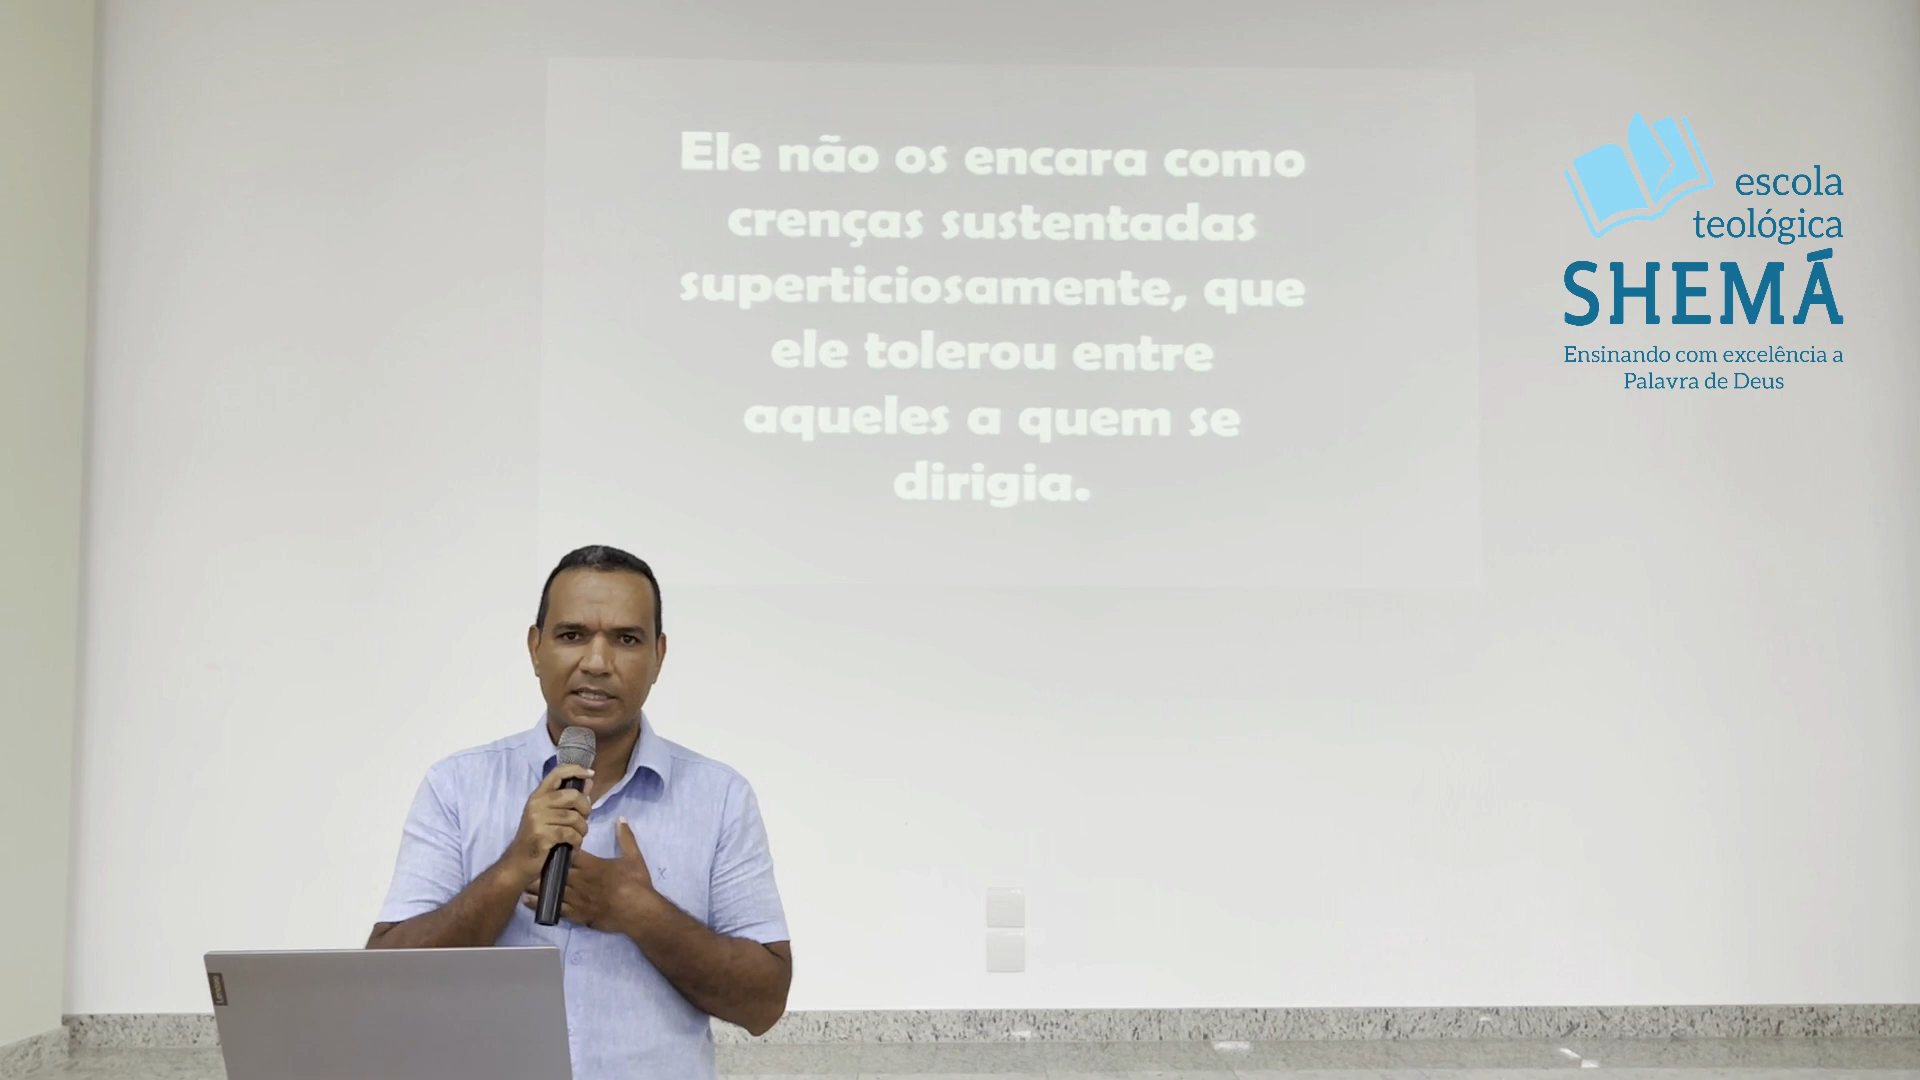 Ele não os encara como
crenças sustentadas
superticiosamente, que
ele tolerou entre
aqueles a quem se
dirigia.
escola
teológica
SHEMÁ
Ensinando com excelência a
Palavra de Deus
Lenovo